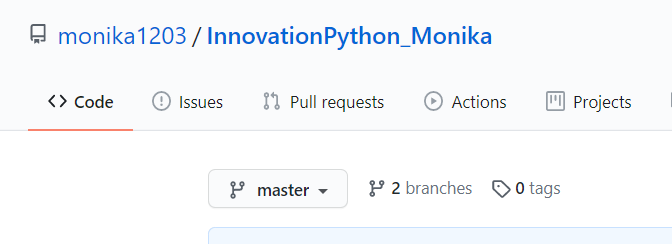 monika1203 / InnovationPython_Monika
Code Issues Pull requests Actions Projects
master 2 branches 0 tags